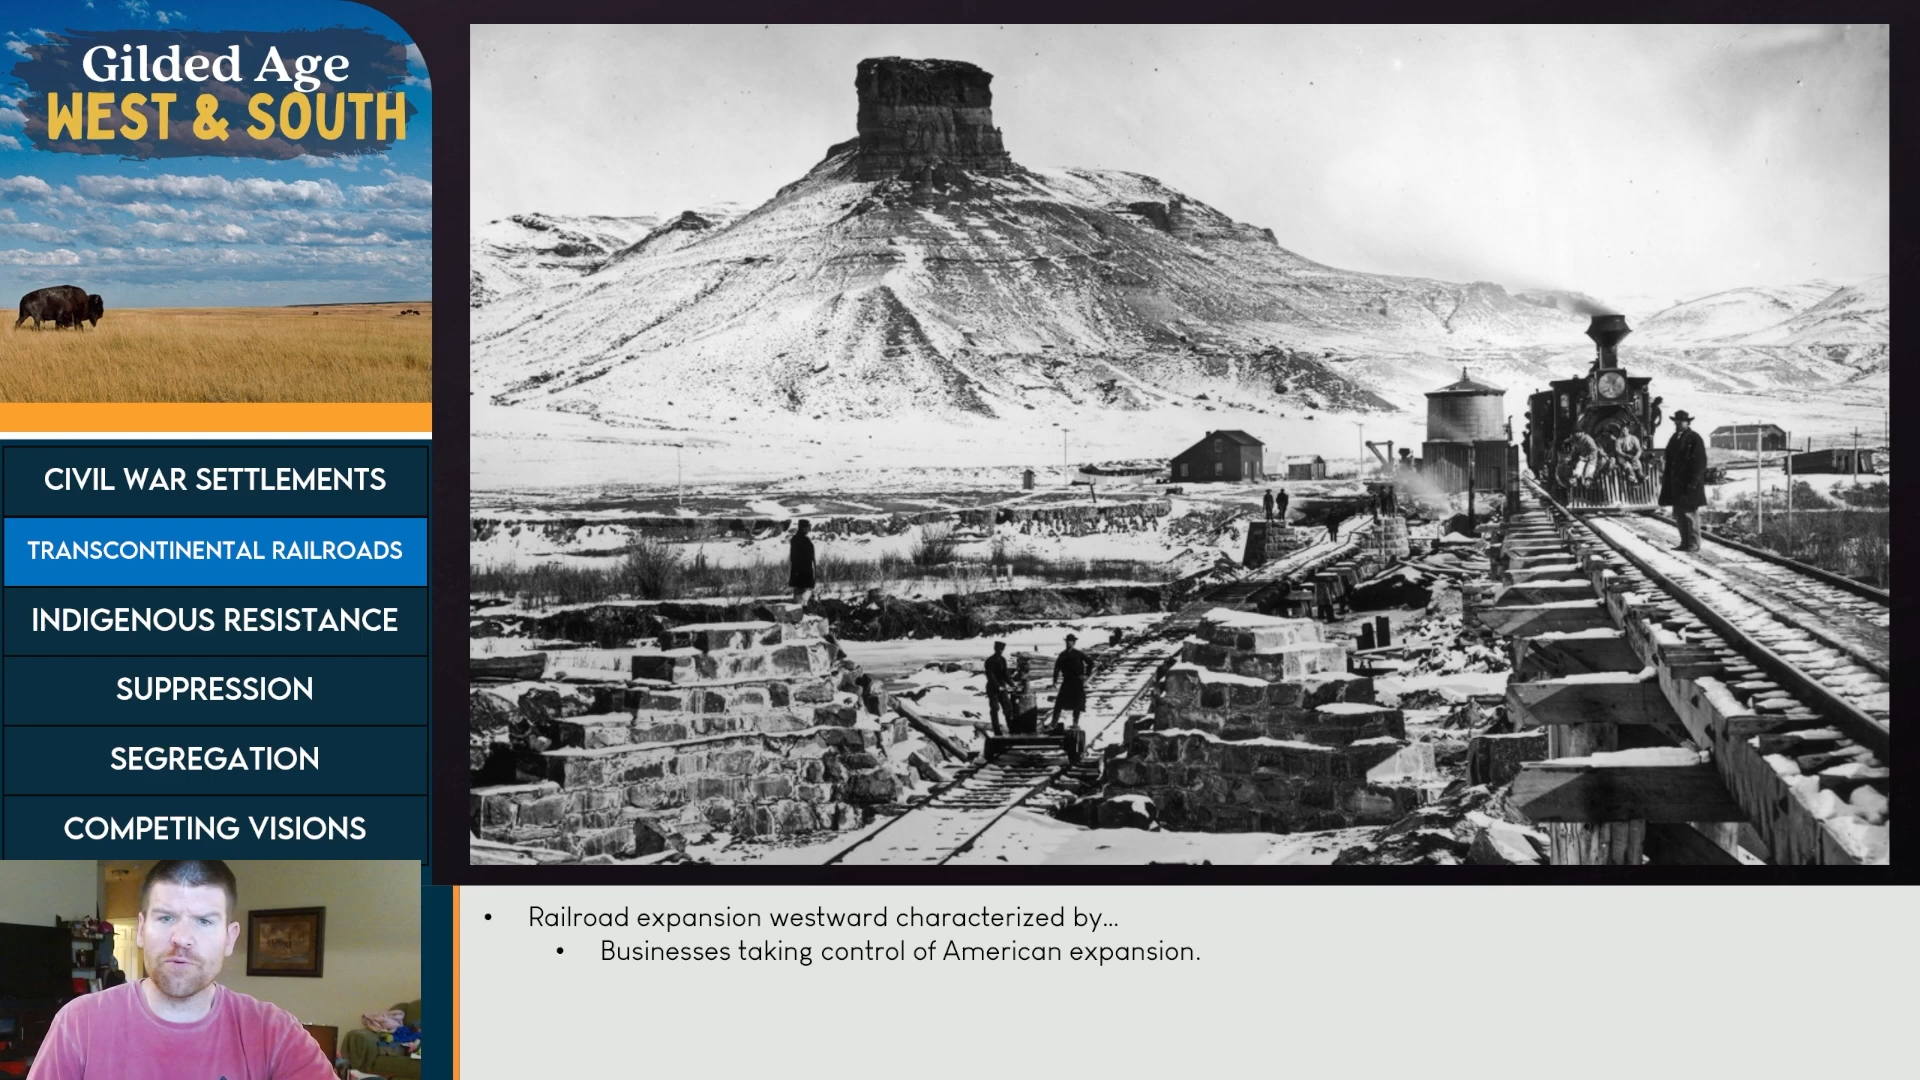 Gilded Age
WEST & SOUTH
CIVIL WAR SETTLEMENTS
TRANSCONTINENTAL RAILROADS
INDIGENOUS RESISTANCE
SUPPRESSION
SEGREGATION
COMPETING VISIONS
• Railroad expansion westward characterized by...
• Businesses taking control of American expansion.